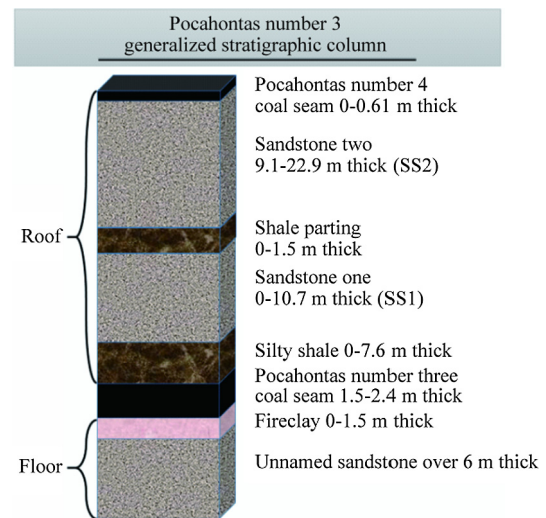 Pocahontas number 3
generalized stratigraphic column
Pocahontas number 4
coal seam 0-0.61 m thick
Sandstone two
9.1-22.9 m thick (SS2)
Roof
Shale parting
0-1.5 m thick
Sandstone one
0-10.7 m thick (SS1)
Silty shale 0-7.6 m thick
Pocahontas number three
coal seam 1.5-2.4 m thick
Fireclay 0-1.5 m thick
Floor
Unnamed sandstone over 6 m thick